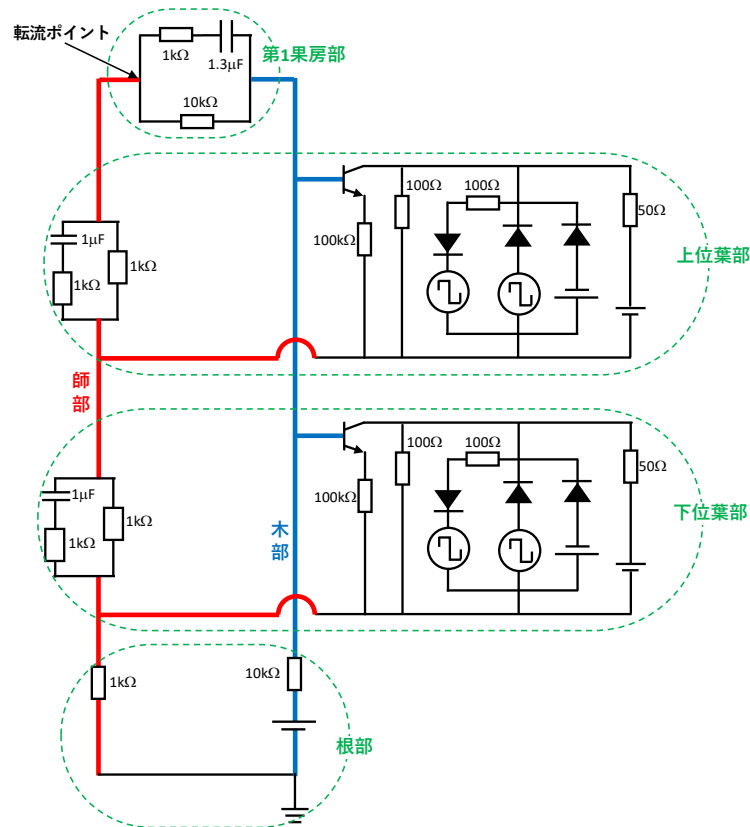 転流ポイント
1kΩ
1.3μF
10kΩ
第1果房部
100Ω
100Ω
50Ω
1μF
1kΩ
1kΩ
100kΩ
上位葉部
師部
100Ω
100Ω
50Ω
1μF
1kΩ
1kΩ
100kΩ
下位葉部
木部
1kΩ
10kΩ
根部